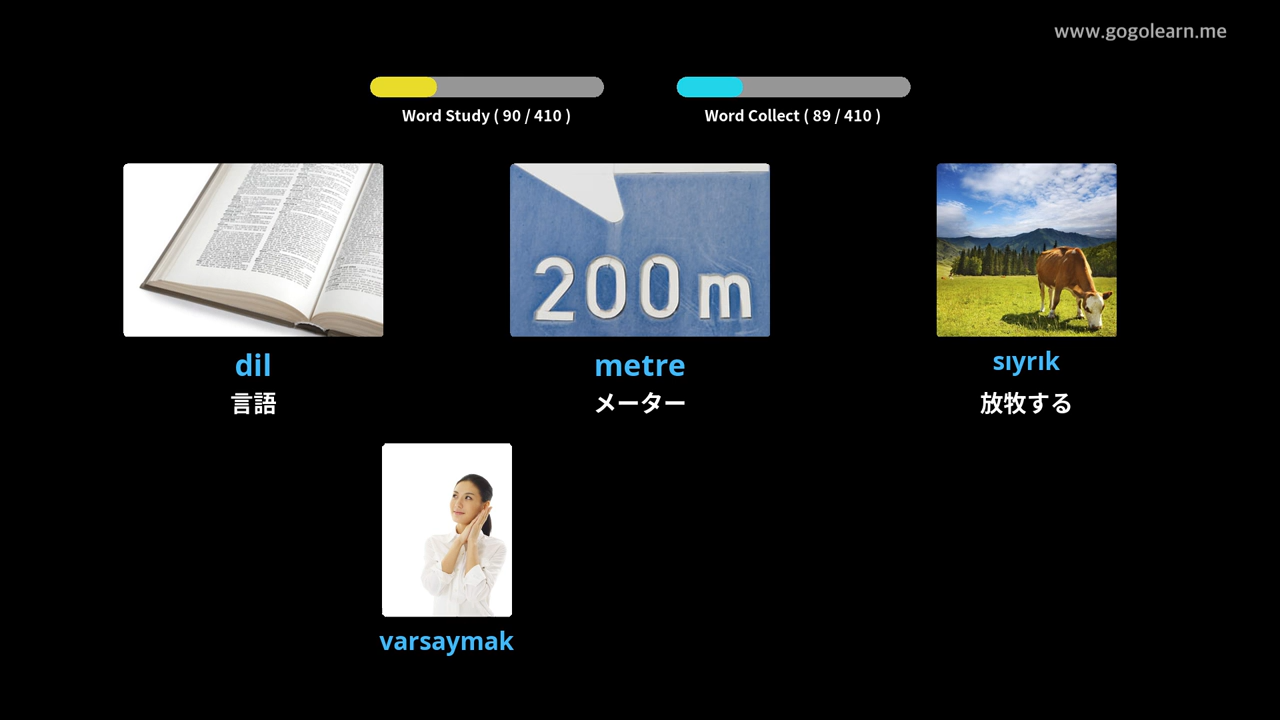 www.gogolearn.me
Word Study ( 90 / 410 )
Word Collect ( 89 / 410 )
200 m
dil
metre
sıyrık
言語
メーター
放牧する
varsaymak